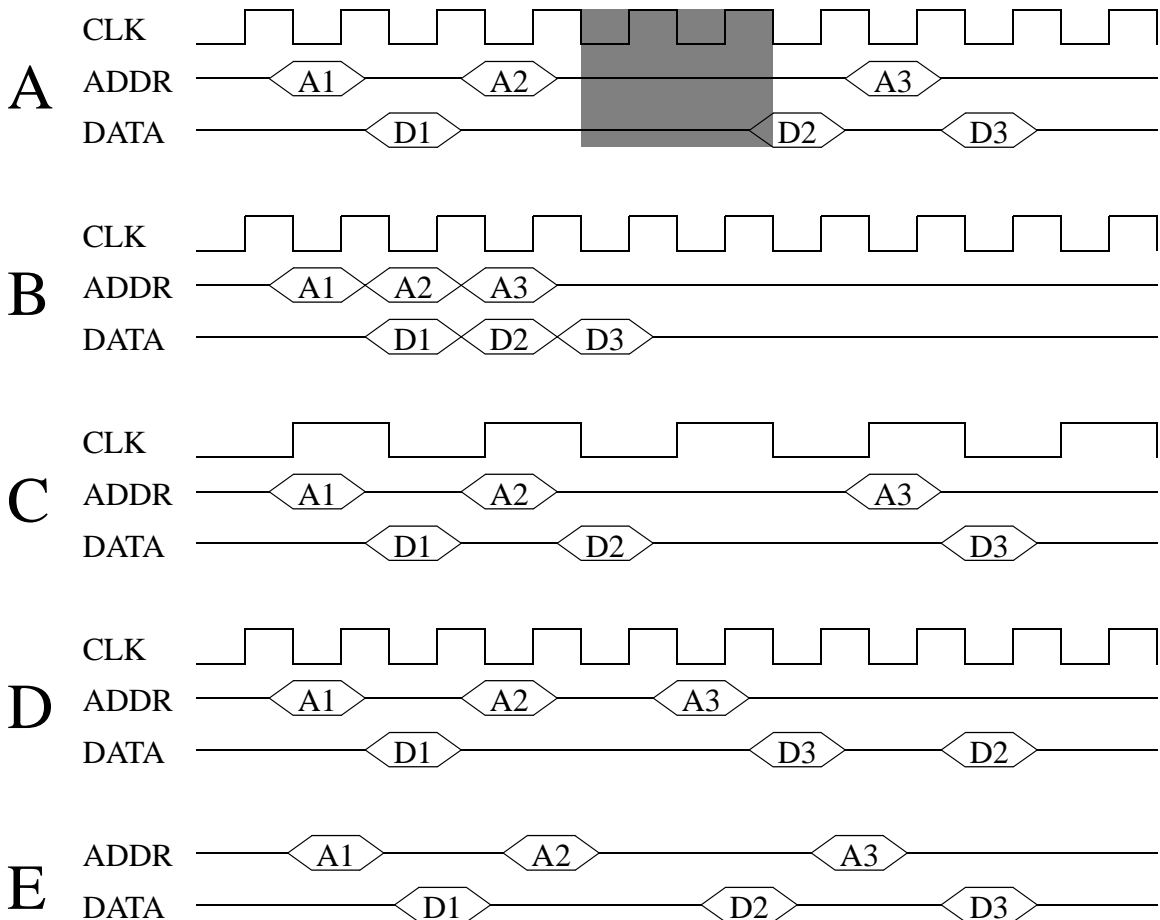 A
CLK
ADDR A1 A2 A3
DATA D1 D2 D3
B
CLK
ADDR A1 A2 A3
DATA D1 D2 D3
C
CLK
ADDR A1 A2 A3
DATA D1 D2 D3
D
CLK
ADDR A1 A2 A3
DATA D1 D3 D2
E
ADDR A1 A2 A3
DATA D1 D2 D3